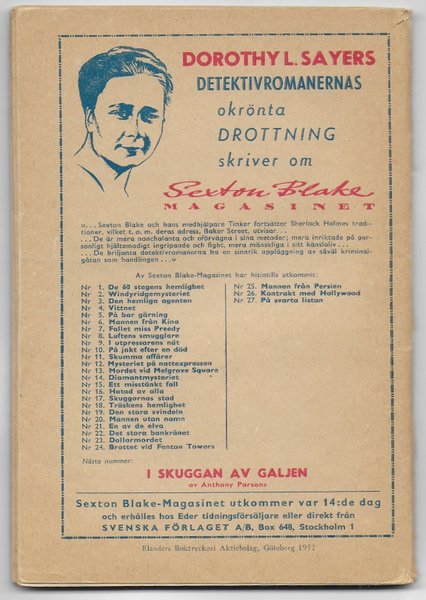 DOROTHY L. SAYERS
DETEKTIVROMANERNAS
okrönta
DROTTNING
skriver om
Sexton Blake
MAGASINET
»...Sexton Blake och hans medhjälpare Tinker fortsätter Sherlock Holmes tradi-
tioner, vilket t. o. m. deras adress, Baker Street, utvisar...
...De är mera nonchalanta och oförvägna i sina metoder; mera inriktade på per-
sonligt hjältemodigt ingripande och fight, mera mänskliga i sitt känsloliv...
...De briljanta detektivromanerna ha en sinnrik uppläggning av såväl kriminal-
gåtan som handlingen...»
Av Sexton Blake-Magasinet har hitintills utkommit:
Nr 1. De 60 stegens hemlighet
Nr 2. Windyridgemysteriet
Nr 3. Den hemliga agenten
Nr 4. Vittnet
Nr 5. På bar gärning
Nr 6. Mannen från Kina
Nr 7. Fallet miss Preedy
Nr 8. Luftens smugglare
Nr 9. I utpressarens nät
Nr 10. På jakt efter en död
Nr 11. Skumma affärer
Nr 12. Mysteriet på nattexpressen
Nr 13. Mordet vid Melgrove Square
Nr 14. Diamantmysteriet
Nr 15. Ett misstänkt fall
Nr 16. Hatad av alla
Nr 17. Skuggornas stad
Nr 18. Träskens hemlighet
Nr 19. Den stora svindeln
Nr 20. Mannen utan namn
Nr 21. En av de elva
Nr 22. Det stora bankrånet
Nr 23. Dollarmordet
Nr 24. Brottet vid Fenton Towers
Nr 25. Mannen från Persien
Nr 26. Kontrakt med Hollywood
Nr 27. På svarta listan
Nästa nummer:
I SKUGGAN AV GALJEN
av Anthony Parsons
Sexton Blake-Magasinet utkommer var 14:de dag
och erhålles hos Eder tidningsförsäljare eller direkt från
SVENSKA FÖRLAGET A/B, Box 648, Stockholm 1
Elanders Boktryckeri Aktiebolag, Göteborg 1952